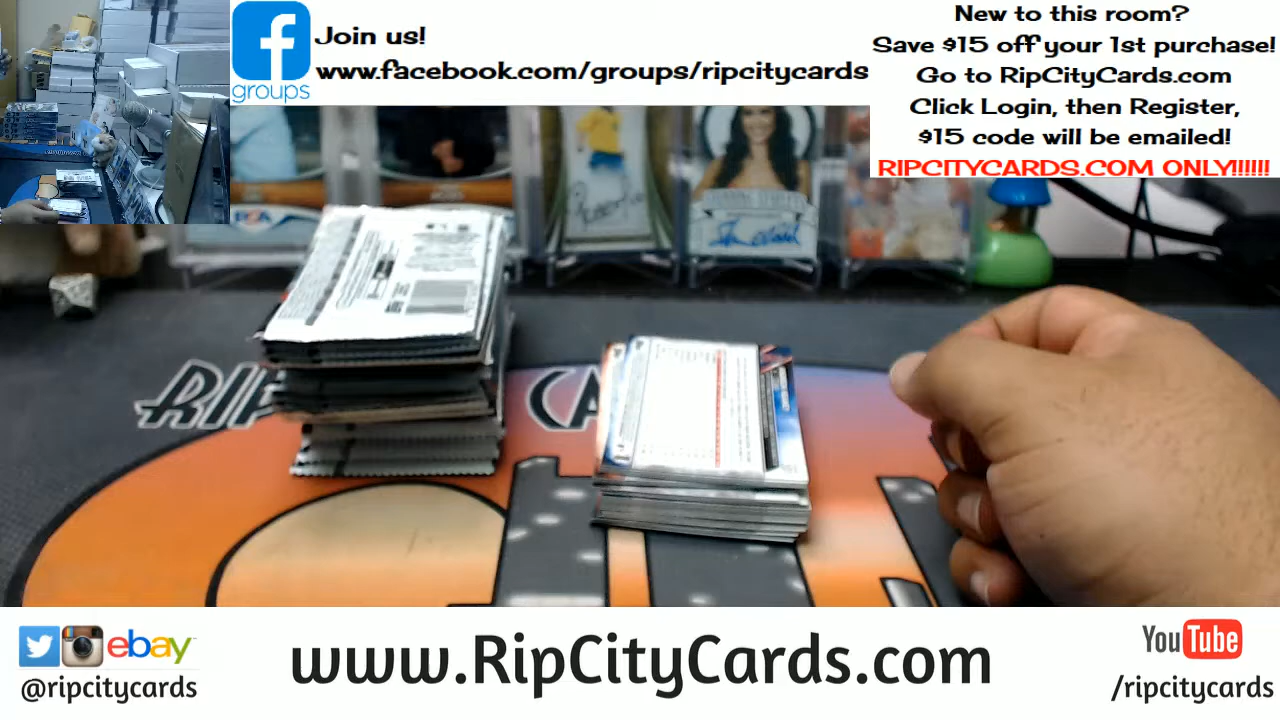 groups
Join us!
www.facebook.com/groups/ripcitycards
New to this room?
Save $15 off your 1st purchase!
Go to RipCityCards.com
Click Login, then Register,
$15 code will be emailed!
RIPCITYCARDS.COM ONLY!!!!!!
RIP
CA
ebay
@ripcitycards
www.RipCityCards.com
YouTube
/ripcitycards